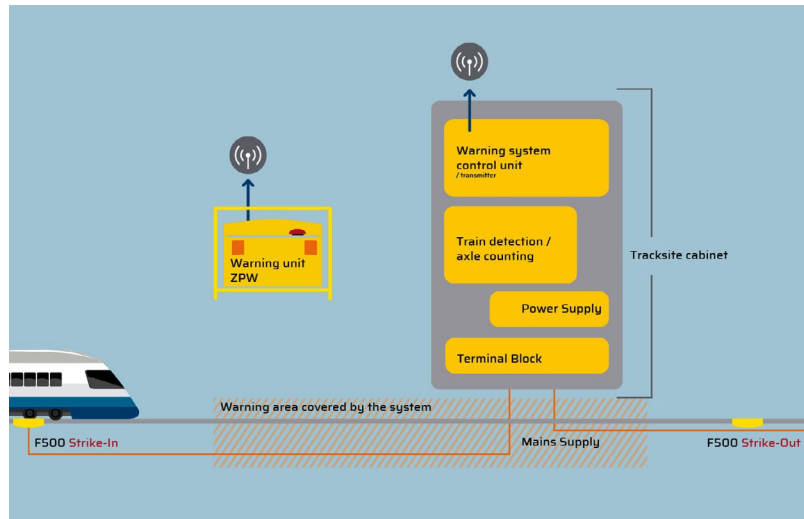 Warning system
control unit
/ transmitter
Train detection /
axle counting
Tracksite cabinet
Warning unit
ZPW
Power Supply
Terminal Block
Warning area covered by the system
F500 Strike-In
Mains Supply
F500 Strike-Out